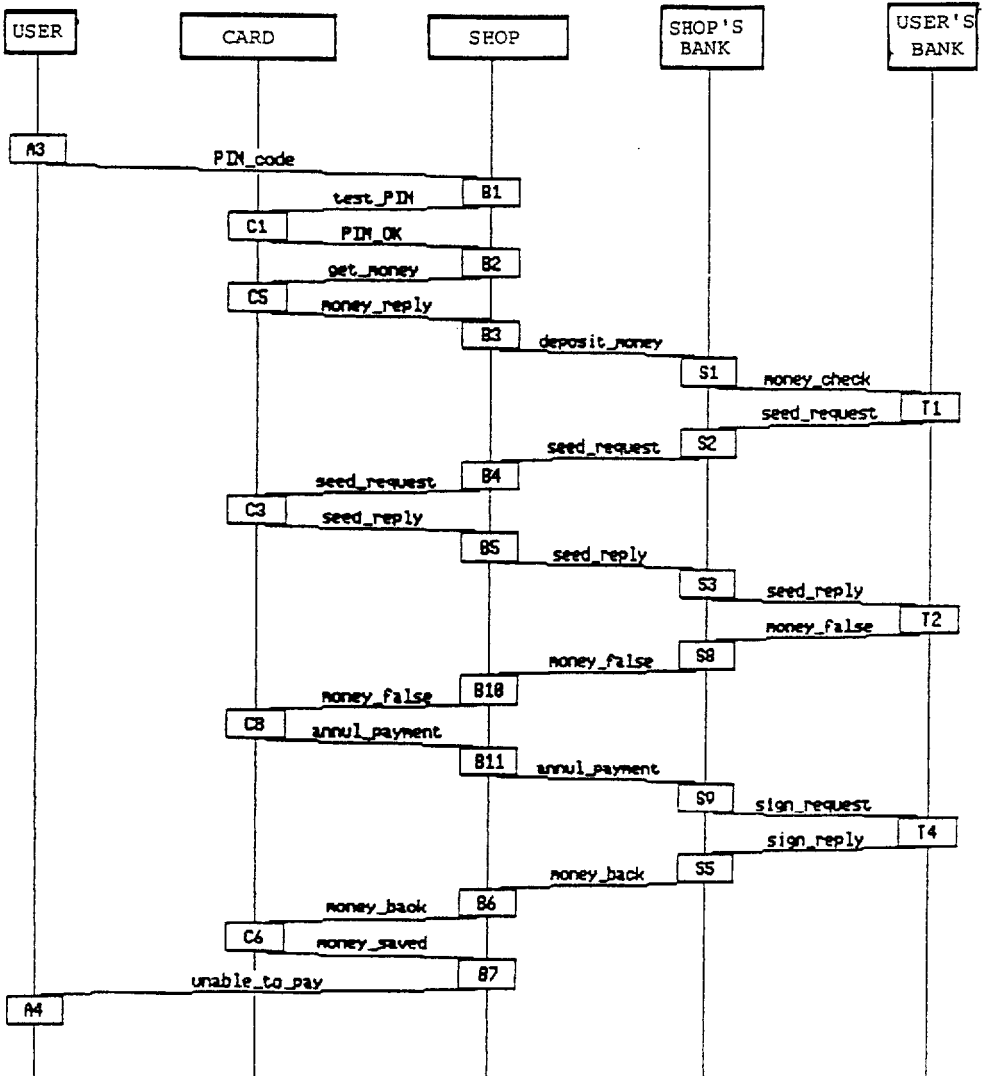 USER
CARD
SHOP
SHOP'S
BANK
USER'S
BANK
A3
PIN_code
B1
test_PIN
C1
PIN_OK
B2
get_money
C5
money_reply
B3
deposit_money
S1
money_check
T1
seed_request
S2
seed_request
B4
seed_request
C3
seed_reply
B5
seed_reply
S3
seed_reply
T2
money_false
S8
money_false
B10
money_false
C8
annul_payment
B11
annul_payment
S9
sign_request
T4
sign_reply
S5
money_back
B6
money_back
C6
money_saved
B7
unable_to_pay
A4